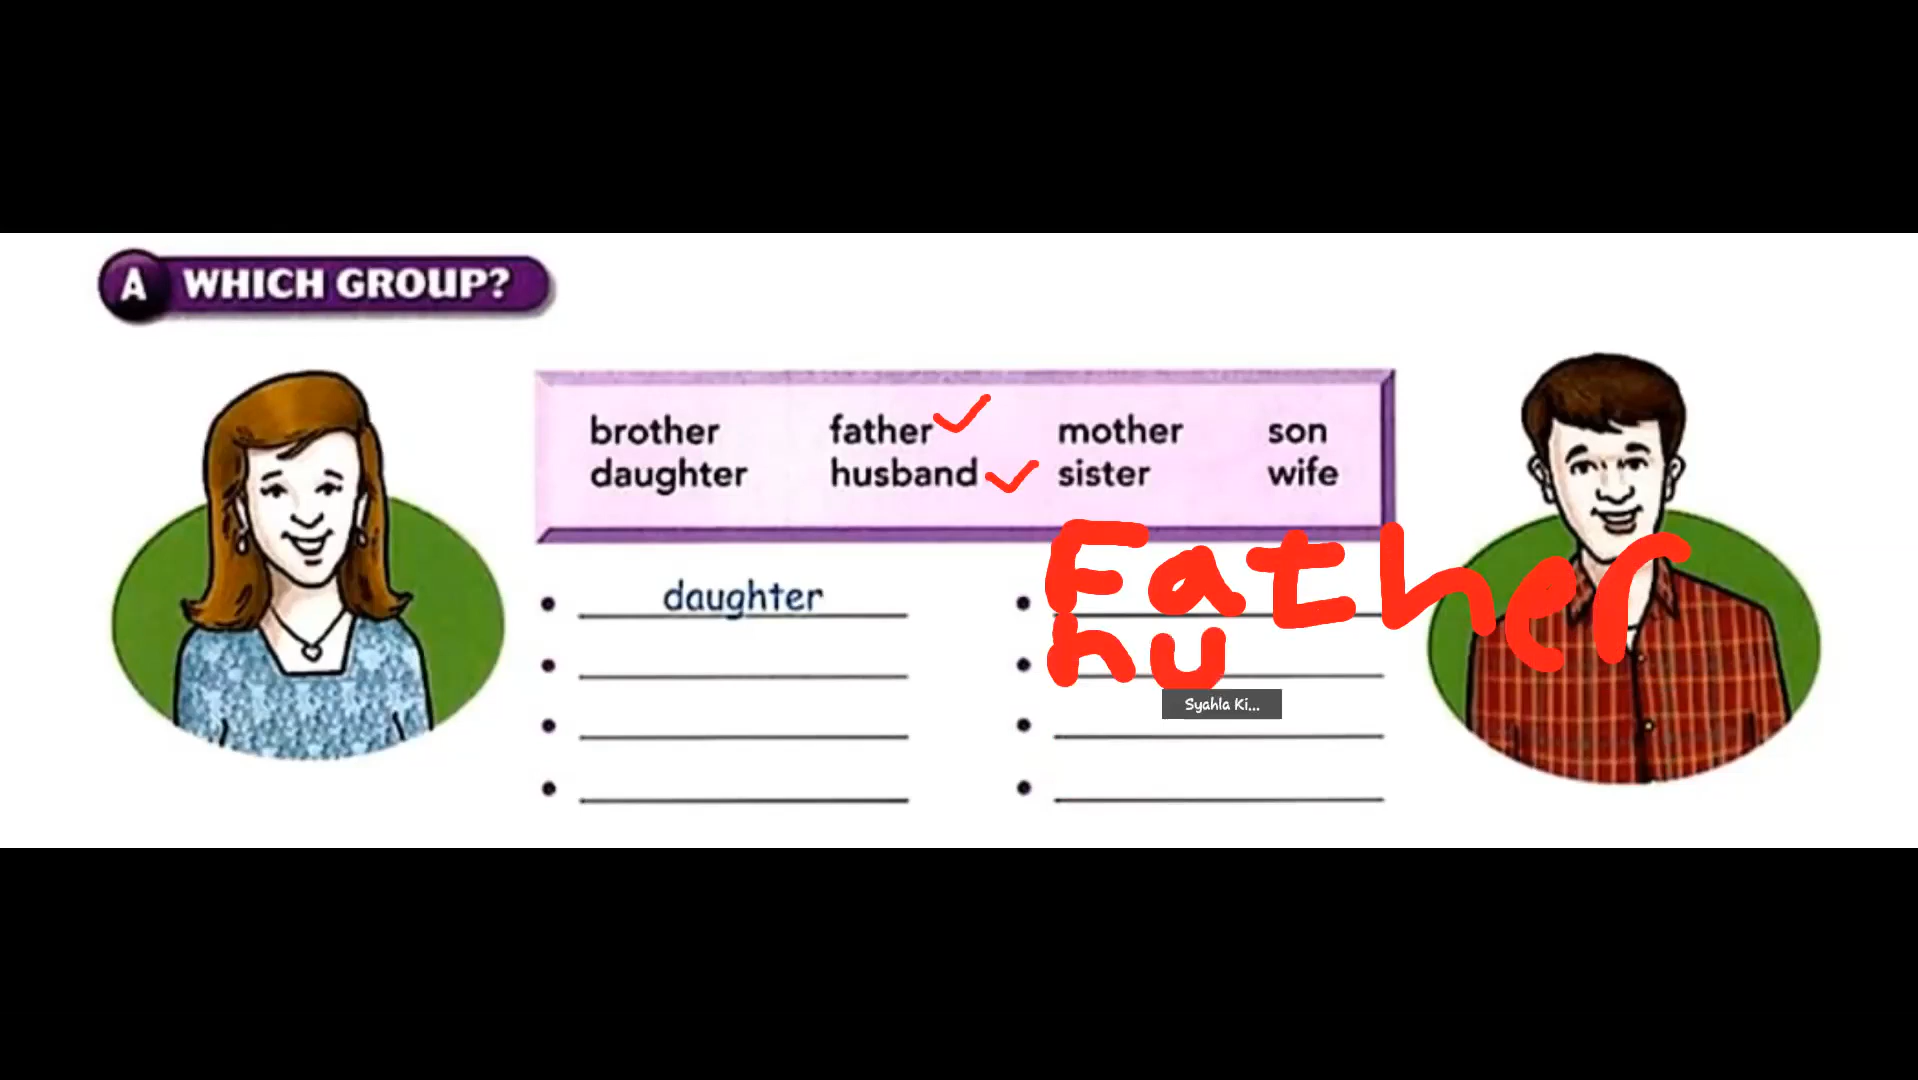 A WHICH GROUP?
brother father mother son
daughter husband sister wife
daughter
Father
hu
Syahla Ki...